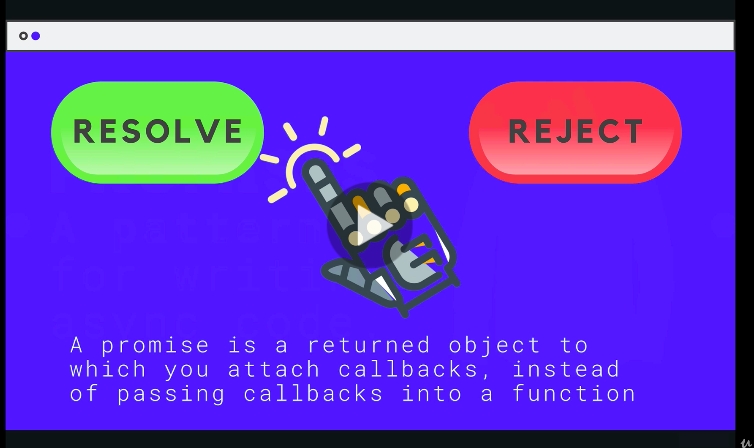 RESOLVE
REJECT
A promise is a returned object to
which you attach callbacks, instead
of passing callbacks into a function